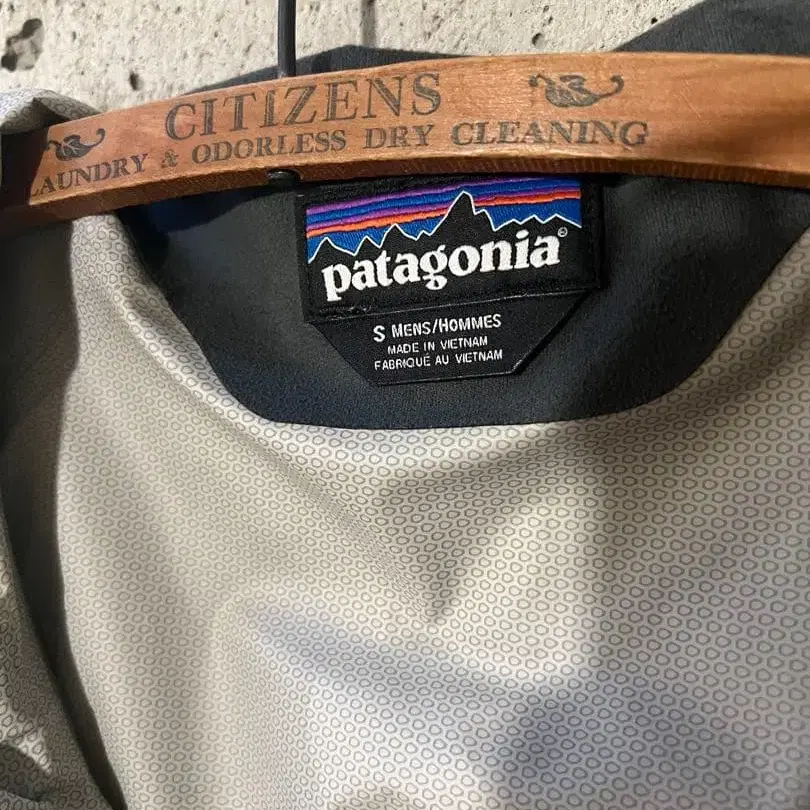 CITIZENS
LAUNDRY & ODORLESS DRY CLEANING
patagonia®
S MENS/HOMMES
MADE IN VIETNAM
FABRIQUÉ AU VIETNAM